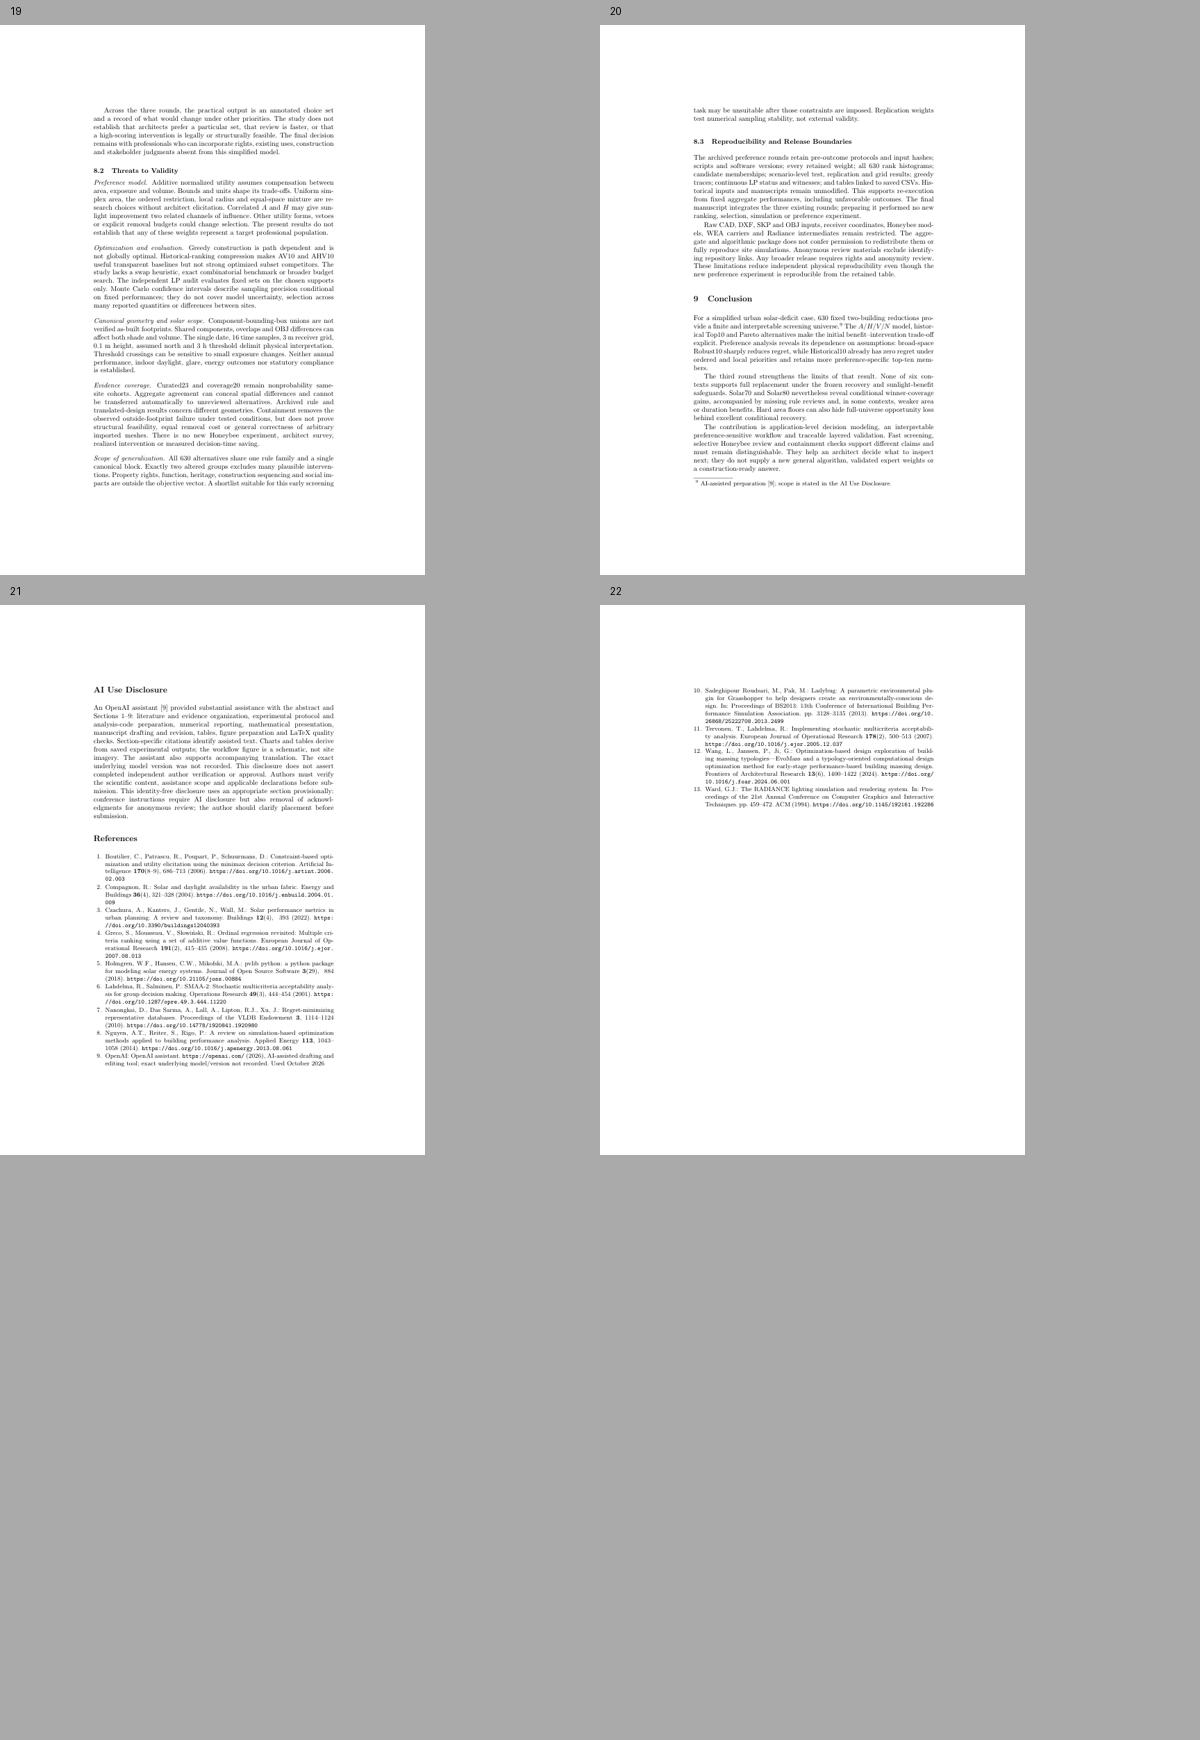 19
Across the three rounds, the practical output is an annotated choice set
and a record of what would change under other priorities. The study does not
establish that architects prefer a particular set, that review is faster, or that
a high-scoring intervention is legally or structurally feasible. The final decision
remains with professionals who can incorporate rights, existing uses, construction
and stakeholder judgments absent from this simplified model.
8.2 Threats to Validity
Preference model. Additive normalized utility assumes compensation between
area, exposure and volume. Bounds and units shape its trade-offs. Uniform sim-
plex area, the ordered restriction, local radius and equal-space mixture are re-
search choices without architect elicitation. Correlated A and H may give sun-
light improvement two related channels of influence. Other utility forms, vetoes
or explicit removal budgets could change selection. The present results do not
establish that any of these weights represent a target professional population.
Optimization and evaluation. Greedy construction is path dependent and is
not globally optimal. Historical-ranking compression makes AV10 and AHV10
useful transparent baselines but not strong optimized subset competitors. The
study lacks a swap heuristic, exact combinatorial benchmark or broader budget
search. The independent LP audit evaluates fixed sets on the chosen supports
only. Monte Carlo confidence intervals describe sampling precision conditional
on fixed performances; they do not cover model uncertainty, selection across
many reported quantities or differences between sites.
Canonical geometry and solar scope. Component-bounding-box unions are not
verified as-built footprints. Shared components, overlaps and OBJ differences can
affect both shade and volume. The single date, 16 time samples, 3 m receiver grid,
0.1 m height, assumed north and 3 h threshold delimit physical interpretation.
Threshold crossings can be sensitive to small exposure changes. Neither annual
performance, indoor daylight, glare, energy outcomes nor statutory compliance
is established.
Evidence coverage. Curated23 and coverage20 remain nonprobability same-
site cohorts. Aggregate agreement can conceal spatial differences and cannot
be transferred automatically to unreviewed alternatives. Archived rule and
translated-design results concern different geometries. Containment removes the
observed outside-footprint failure under tested conditions, but does not prove
structural feasibility, equal removal cost or general correctness of arbitrary
imported meshes. There is no new Honeybee experiment, architect survey,
realized intervention or measured decision-time saving.
Scope of generalization. All 630 alternatives share one rule family and a single
canonical block. Exactly two altered groups excludes many plausible interven-
tions. Property rights, function, heritage, construction sequencing and social im-
pacts are outside the objective vector. A shortlist suitable for this early screening
20
task may be unsuitable after those constraints are imposed. Replication weights
test numerical sampling stability, not external validity.
8.3 Reproducibility and Release Boundaries
The archived preference rounds retain pre-outcome protocols and input hashes;
scripts and software versions; every retained weight; all 630 rank histograms;
candidate memberships; scenario-level test, replication and grid results; greedy
traces; continuous LP status and witnesses; and tables linked to saved CSVs. His-
torical inputs and manuscripts remain unmodified. This supports re-execution
from fixed aggregate performances, including unfavorable outcomes. The final
manuscript integrates the three existing rounds; preparing it performed no new
ranking, selection, simulation or preference experiment.
Raw CAD, DXF, SKP and OBJ inputs, receiver coordinates, Honeybee mod-
els, WEA carriers and Radiance intermediates remain restricted. The aggre-
gate and algorithmic package does not confer permission to redistribute them or
fully reproduce site simulations. Anonymous review materials exclude identify-
ing repository links. Any broader release requires rights and anonymity review.
These limitations reduce independent physical reproducibility even though the
new preference experiment is reproducible from the retained table.
9 Conclusion
For a simplified urban solar-deficit case, 630 fixed two-building reductions pro-
vide a finite and interpretable screening universe.⁹ The A/H/V/N model, histor-
ical Top10 and Pareto alternatives make the initial benefit–intervention trade-off
explicit. Preference analysis reveals its dependence on assumptions: broad-space
Robust10 sharply reduces regret, while Historical10 already has zero regret under
ordered and local priorities and retains more preference-specific top-ten mem-
bers.
The third round strengthens the limits of that result. None of six con-
texts supports full replacement under the frozen recovery and sunlight-benefit
safeguards. Solar70 and Solar80 nevertheless reveal conditional winner-coverage
gains, accompanied by missing rule reviews and, in some contexts, weaker area
or duration benefits. Hard area floors can also hide full-universe opportunity loss
behind excellent conditional recovery.
The contribution is application-level decision modeling, an interpretable
preference-sensitive workflow and traceable layered validation. Fast screening,
selective Honeybee review and containment checks support different claims and
must remain distinguishable. They help an architect decide what to inspect
next; they do not supply a new general algorithm, validated expert weights or
a construction-ready answer.
⁹ AI-assisted preparation [9]; scope is stated in the AI Use Disclosure.
21
AI Use Disclosure
An OpenAI assistant [9] provided substantial assistance with the abstract and
Sections 1–9: literature and evidence organization, experimental protocol and
analysis-code preparation, numerical reporting, mathematical presentation,
manuscript drafting and revision, tables, figure preparation and LaTeX quality
checks. Section-specific citations identify assisted text. Charts and tables derive
from saved experimental outputs; the workflow figure is a schematic, not site
imagery. The assistant also supports accompanying translation. The exact
underlying model version was not recorded. This disclosure does not assert
completed independent author verification or approval. Authors must verify
the scientific content, assistance scope and applicable declarations before sub-
mission. This identity-free disclosure uses an appropriate section provisionally:
conference instructions require AI disclosure but also removal of acknowl-
edgments for anonymous review; the author should clarify placement before
submission.
References
1. Boutilier, C., Patrascu, R., Poupart, P., Schuurmans, D.: Constraint-based opti-
mization and utility elicitation using the minimax decision criterion. Artificial In-
telligence 170(8–9), 686–713 (2006). https://doi.org/10.1016/j.artint.2006.
02.003
2. Compagnon, R.: Solar and daylight availability in the urban fabric. Energy and
Buildings 36(4), 321–328 (2004). https://doi.org/10.1016/j.enbuild.2004.01.
009
3. Czachura, A., Kanters, J., Gentile, N., Wall, M.: Solar performance metrics in
urban planning: A review and taxonomy. Buildings 12(4), 393 (2022). https:
//doi.org/10.3390/buildings12040393
4. Greco, S., Mousseau, V., Słowiński, R.: Ordinal regression revisited: Multiple cri-
teria ranking using a set of additive value functions. European Journal of Op-
erational Research 191(2), 415–435 (2008). https://doi.org/10.1016/j.ejor.
2007.08.013
5. Holmgren, W.F., Hansen, C.W., Mikofski, M.A.: pvlib python: a python package
for modeling solar energy systems. Journal of Open Source Software 3(29), 884
(2018). https://doi.org/10.21105/joss.00884
6. Lahdelma, R., Salminen, P.: SMAA-2: Stochastic multicriteria acceptability analy-
sis for group decision making. Operations Research 49(3), 444–454 (2001). https:
//doi.org/10.1287/opre.49.3.444.11220
7. Nanongkai, D., Das Sarma, A., Lall, A., Lipton, R.J., Xu, J.: Regret-minimizing
representative databases. Proceedings of the VLDB Endowment 3, 1114–1124
(2010). https://doi.org/10.14778/1920841.1920980
8. Nguyen, A.T., Reiter, S., Rigo, P.: A review on simulation-based optimization
methods applied to building performance analysis. Applied Energy 113, 1043–
1058 (2014). https://doi.org/10.1016/j.apenergy.2013.08.061
9. OpenAI: OpenAI assistant. https://openai.com/ (2026), AI-assisted drafting and
editing tool; exact underlying model/version not recorded. Used October 2026
22
10. Sadeghipour Roudsari, M., Pak, M.: Ladybug: A parametric environmental plu-
gin for Grasshopper to help designers create an environmentally-conscious de-
sign. In: Proceedings of BS2013: 13th Conference of International Building Per-
formance Simulation Association. pp. 3128–3135 (2013). https://doi.org/10.
26868/25222708.2013.2499
11. Tervonen, T., Lahdelma, R.: Implementing stochastic multicriteria acceptabili-
ty analysis. European Journal of Operational Research 178(2), 500–513 (2007).
https://doi.org/10.1016/j.ejor.2005.12.037
12. Wang, L., Janssen, P., Ji, G.: Optimization-based design exploration of build-
ing massing typologies—EvoMass and a typology-oriented computational design
optimization method for early-stage performance-based building massing design.
Frontiers of Architectural Research 13(6), 1400–1422 (2024). https://doi.org/
10.1016/j.foar.2024.06.001
13. Ward, G.J.: The RADIANCE lighting simulation and rendering system. In: Pro-
ceedings of the 21st Annual Conference on Computer Graphics and Interactive
Techniques. pp. 459–472. ACM (1994). https://doi.org/10.1145/192161.192286